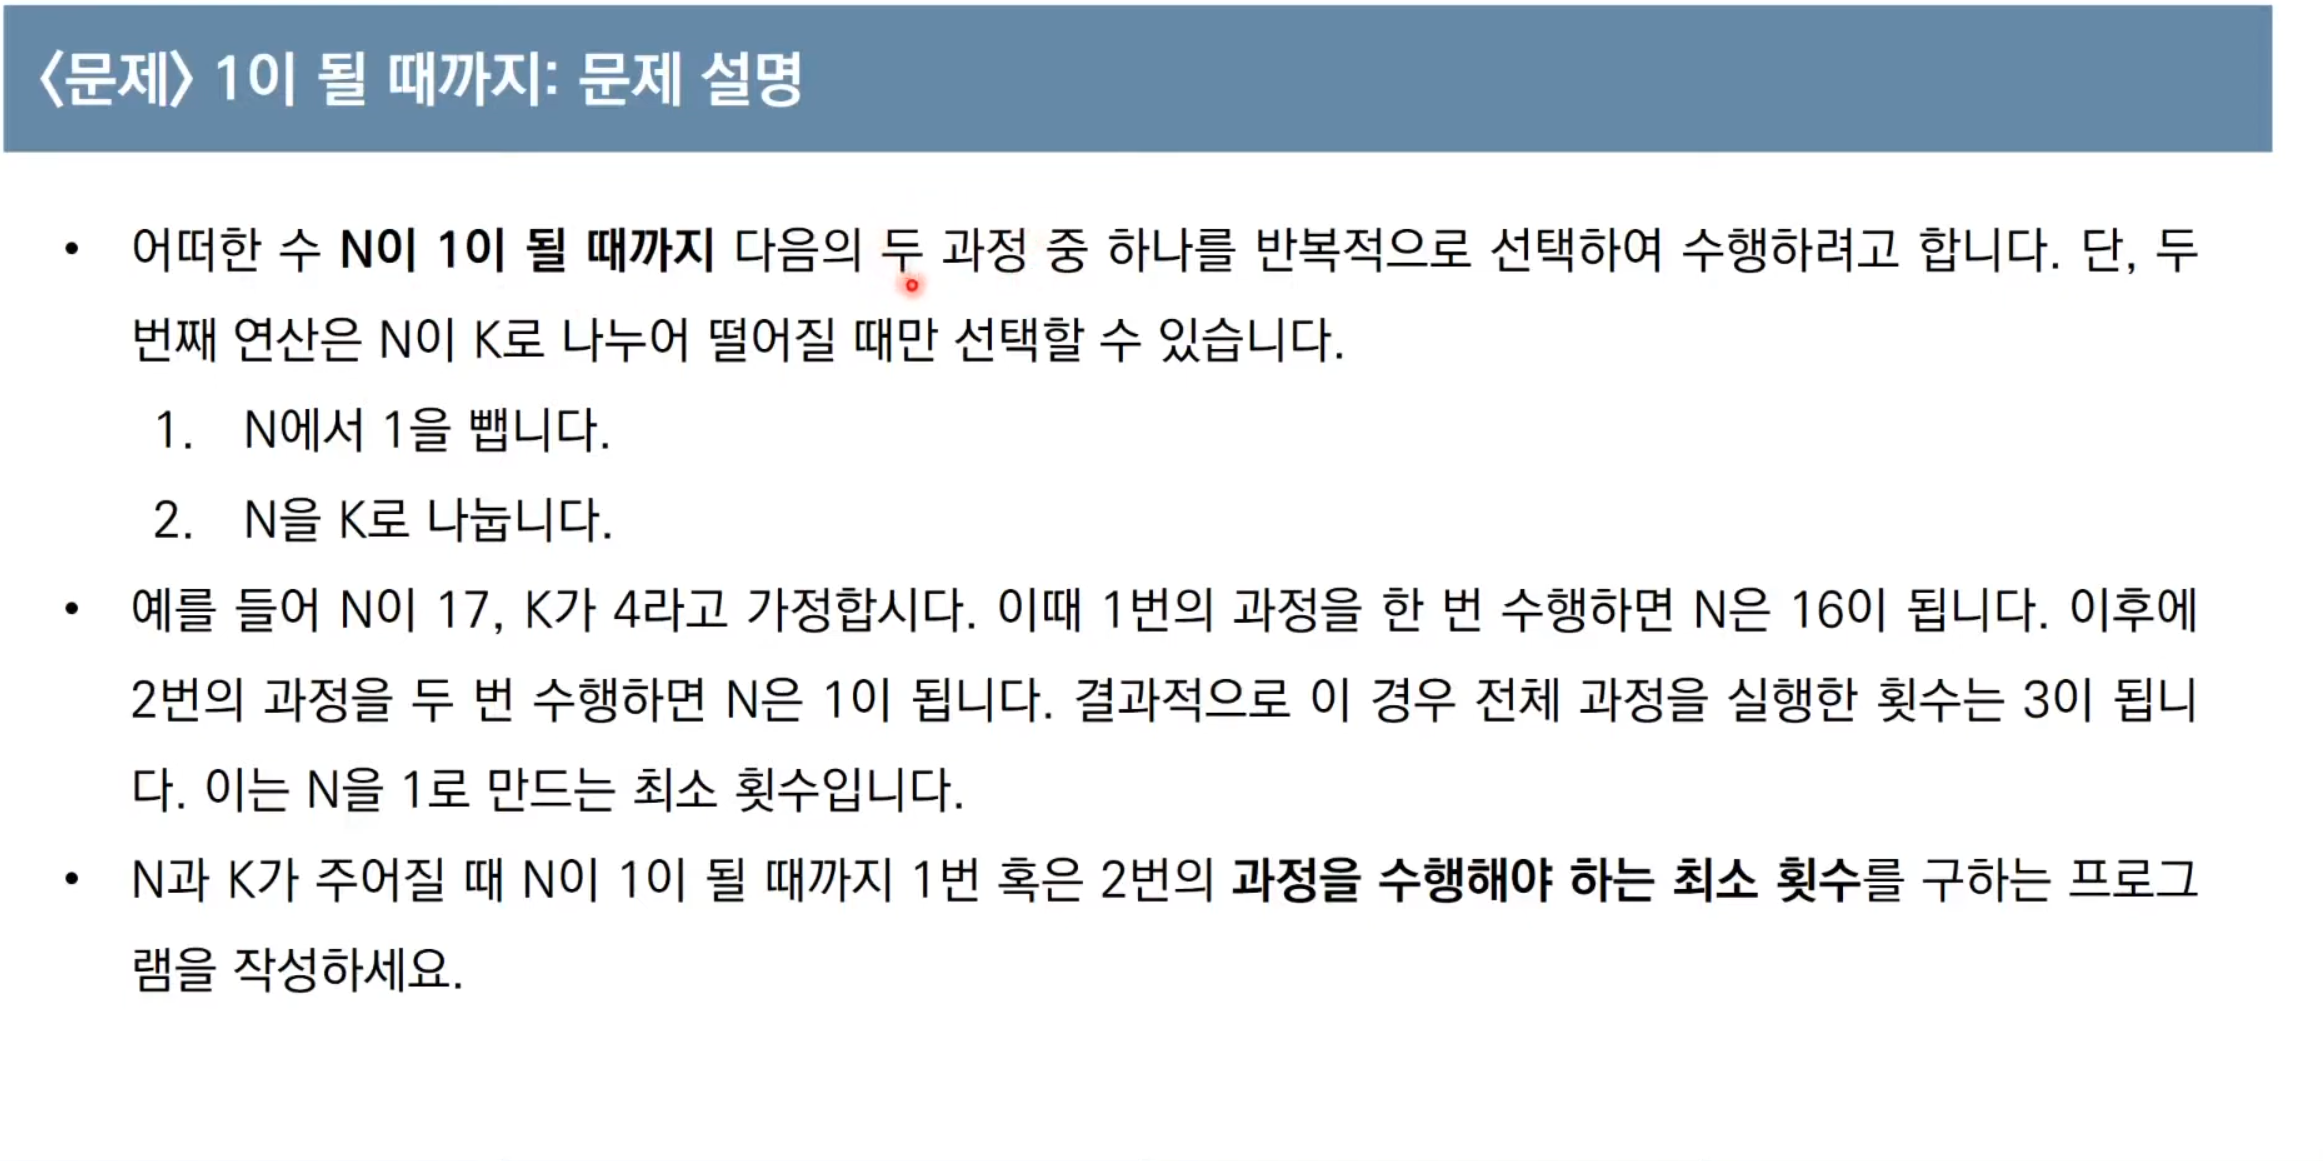 〈문제〉 1이 될 때까지: 문제 설명
• 어떠한 수 N이 1이 될 때까지 다음의 두 과정 중 하나를 반복적으로 선택하여 수행하려고 합니다. 단, 두
번째 연산은 N이 K로 나누어 떨어질 때만 선택할 수 있습니다.
1. N에서 1을 뺍니다.
2. N을 K로 나눕니다.
• 예를 들어 N이 17, K가 4라고 가정합시다. 이때 1번의 과정을 한 번 수행하면 N은 16이 됩니다. 이후에
2번의 과정을 두 번 수행하면 N은 1이 됩니다. 결과적으로 이 경우 전체 과정을 실행한 횟수는 3이 됩니
다. 이는 N을 1로 만드는 최소 횟수입니다.
• N과 K가 주어질 때 N이 1이 될 때까지 1번 혹은 2번의 과정을 수행해야 하는 최소 횟수를 구하는 프로그
램을 작성하세요.